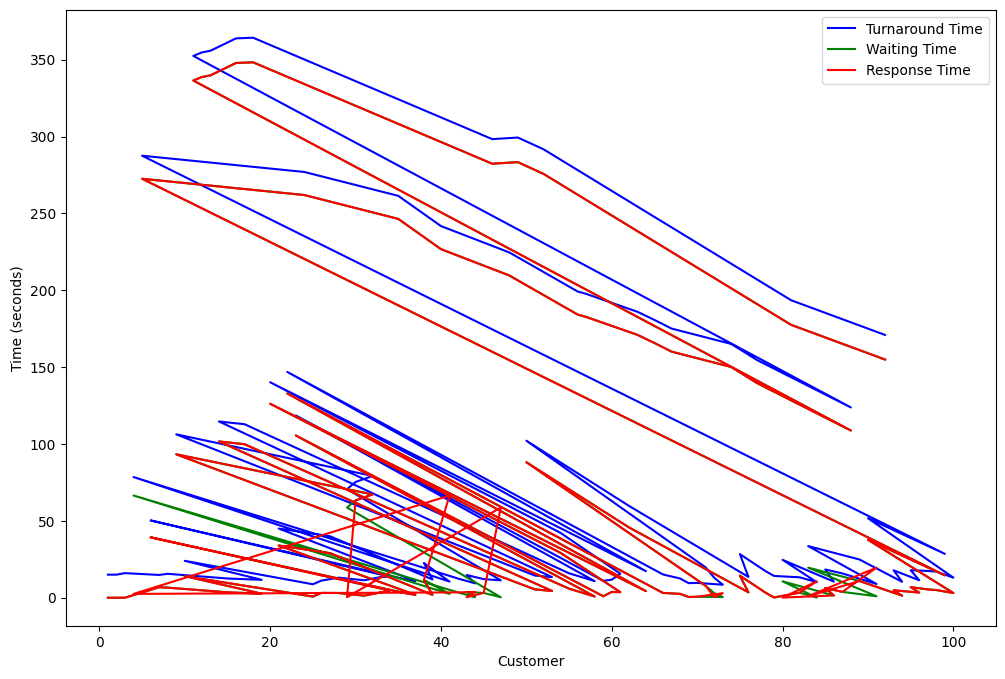 Turnaround Time
Waiting Time
Response Time
Time (seconds)
350
300
250
200
150
100
50
0
0 20 40 60 80 100
Customer